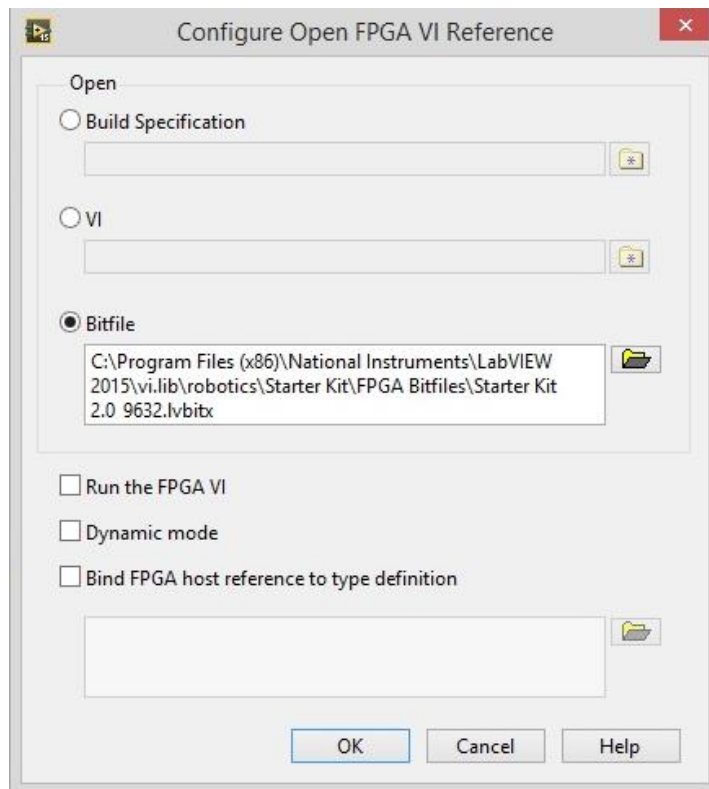 Configure Open FPGA VI Reference
Open
Build Specification
VI
Bitfile
C:\Program Files (x86)\National Instruments\LabVIEW
2015\vi.lib\robotics\Starter Kit\FPGA Bitfiles\Starter Kit
2.0 9632.lvbitx
Run the FPGA VI
Dynamic mode
Bind FPGA host reference to type definition
OK Cancel Help